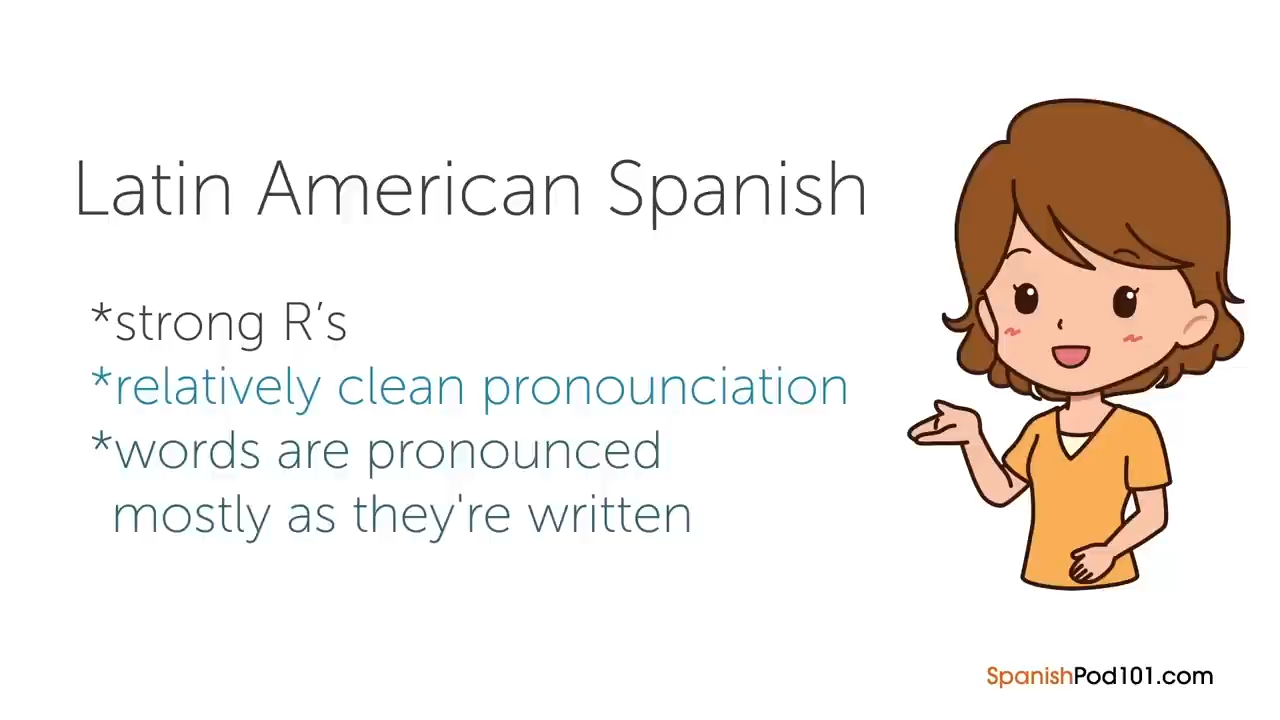 Latin American Spanish
*strong R’s
*relatively clean pronounciation
*words are pronounced
mostly as they're written
SpanishPod101.com